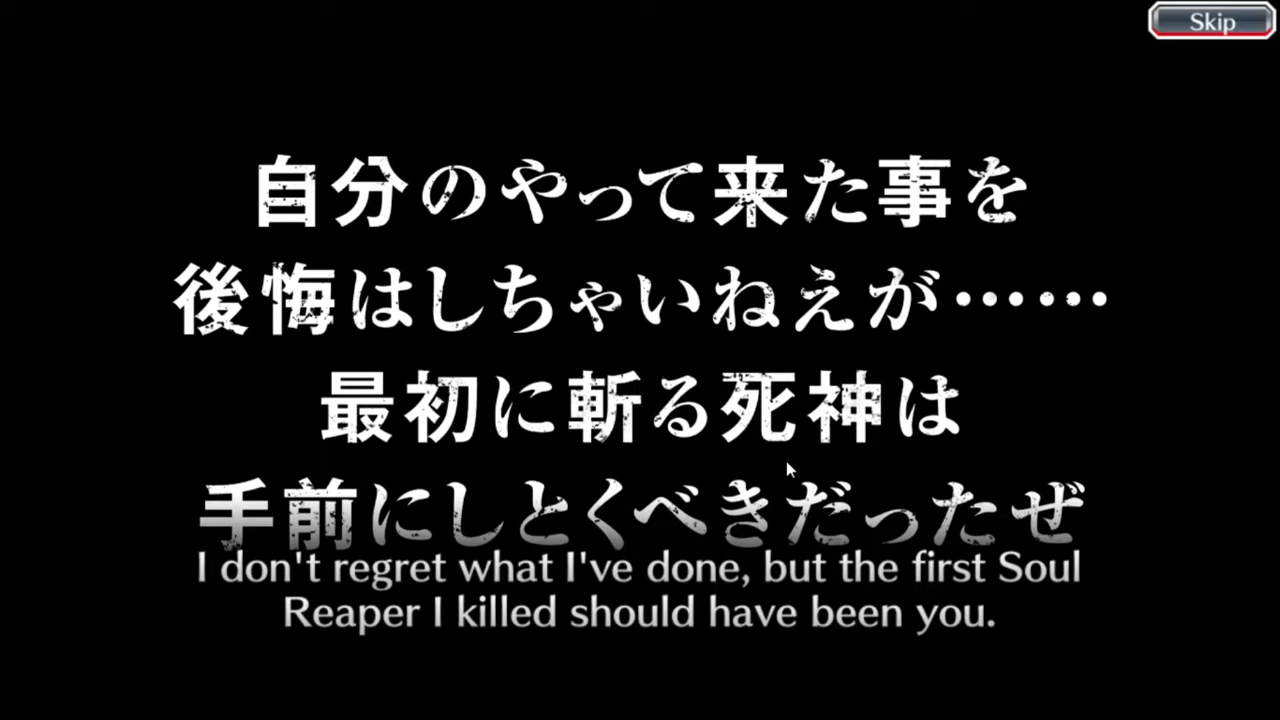 Skip
自分のやって来た事を
後悔はしちゃいねえが……
最初に斬る死神は
手前にしとくべきだったぜ
I don't regret what I've done, but the first Soul
Reaper I killed should have been you.